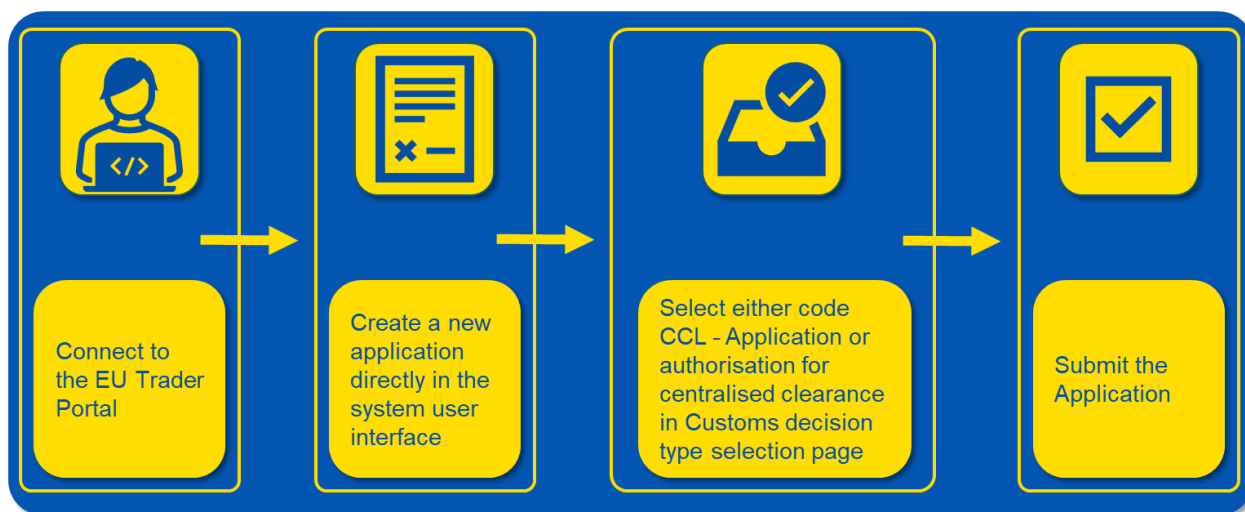 </>
Connect to
the EU Trader
Portal
Create a new
application
directly in the
system user
interface
Select either code
CCL - Application or
authorisation for
centralised clearance
in Customs decision
type selection page
Submit the
Application